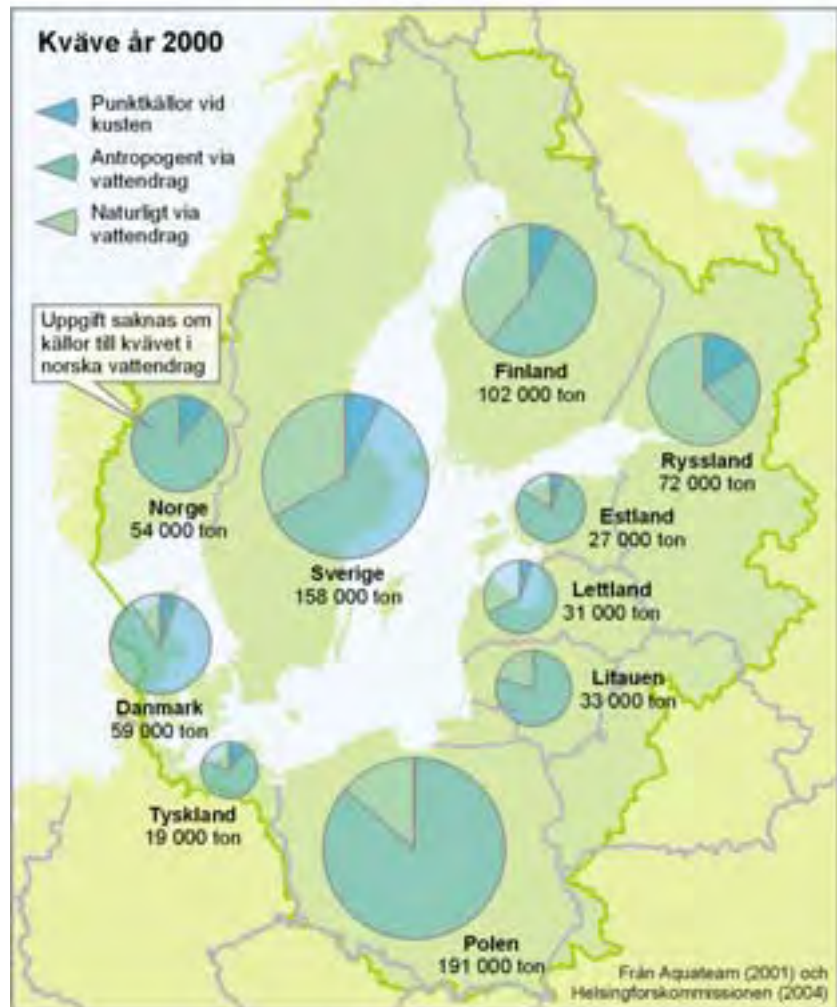 Kväve år 2000
Punktkällor vid
kusten
Antropogent via
vattendrag
Naturligt via
vattendrag
Uppgift saknas om
källor till kvävet i
norska vattendrag
Finland
102 000 ton
Ryssland
72 000 ton
Norge
54 000 ton
Sverige
158 000 ton
Estland
27 000 ton
Lettland
31 000 ton
Litauen
33 000 ton
Danmark
59 000 ton
Tyskland
19 000 ton
Polen
191 000 ton
Från Aquateam (2001) och
Helsingforskommissionen (2004)